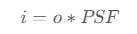 i = o * PSF